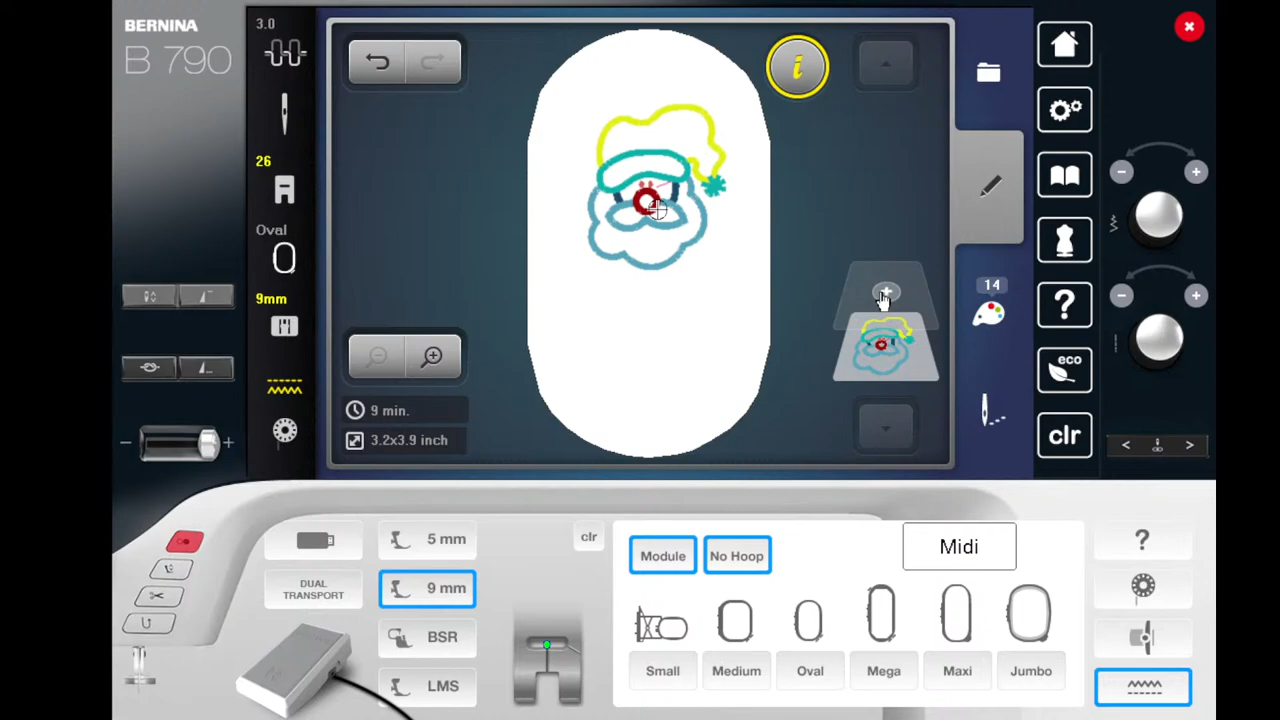 BERNINA
B 790
3.0
26
Oval
9mm
i
14
?
eco
clr
9 min.
3.2x3.9 inch
5 mm
DUAL
TRANSPORT
9 mm
BSR
LMS
clr
Module
No Hoop
Midi
Small
Medium
Oval
Mega
Maxi
Jumbo
?